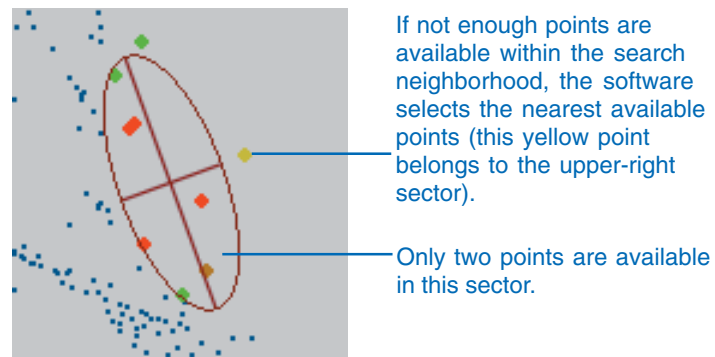 If not enough points are
available within the search
neighborhood, the software
selects the nearest available
points (this yellow point
belongs to the upper-right
sector).
Only two points are available
in this sector.